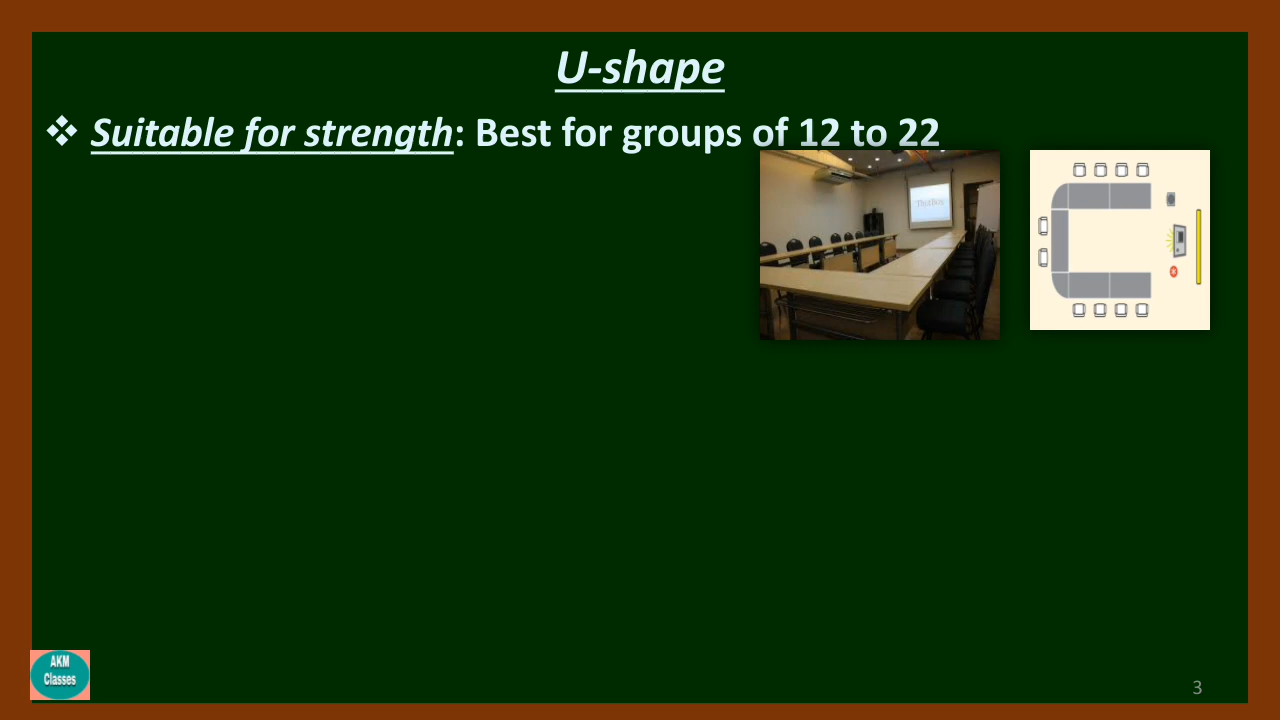 U-shape
❖ Suitable for strength: Best for groups of 12 to 22
AKM
Classes
3